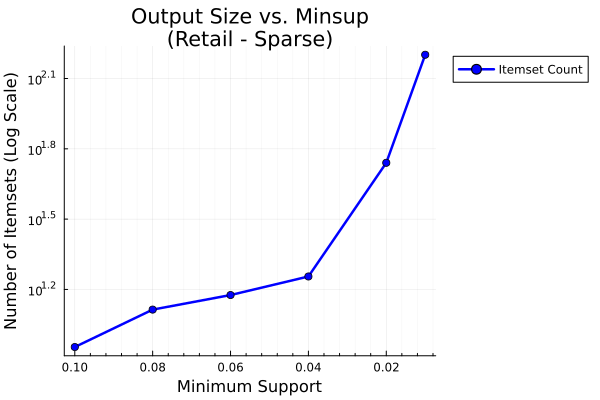 Output Size vs. Minsup
(Retail - Sparse)
Number of Itemsets (Log Scale)
10^2.1
10^1.8
10^1.5
10^1.2
0.10 0.08 0.06 0.04 0.02
Minimum Support
Itemset Count